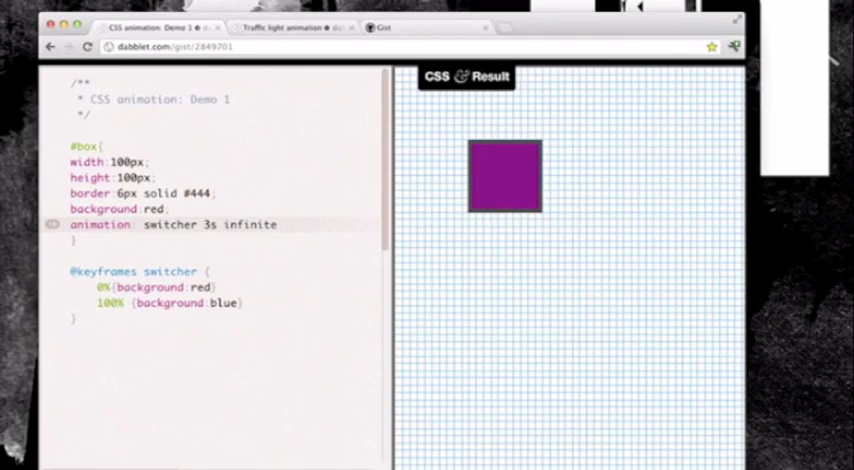 CSS animation: Demo 1
Traffic light animation
Gist
dabblet.com/gist/2849701
CSS & Result
/**
* CSS animation: Demo 1
*/
#box{
width:100px;
height:100px;
border:6px solid #444;
background:red;
animation: switcher 3s infinite
}
@keyframes switcher {
0%{background:red}
100% {background:blue}
}